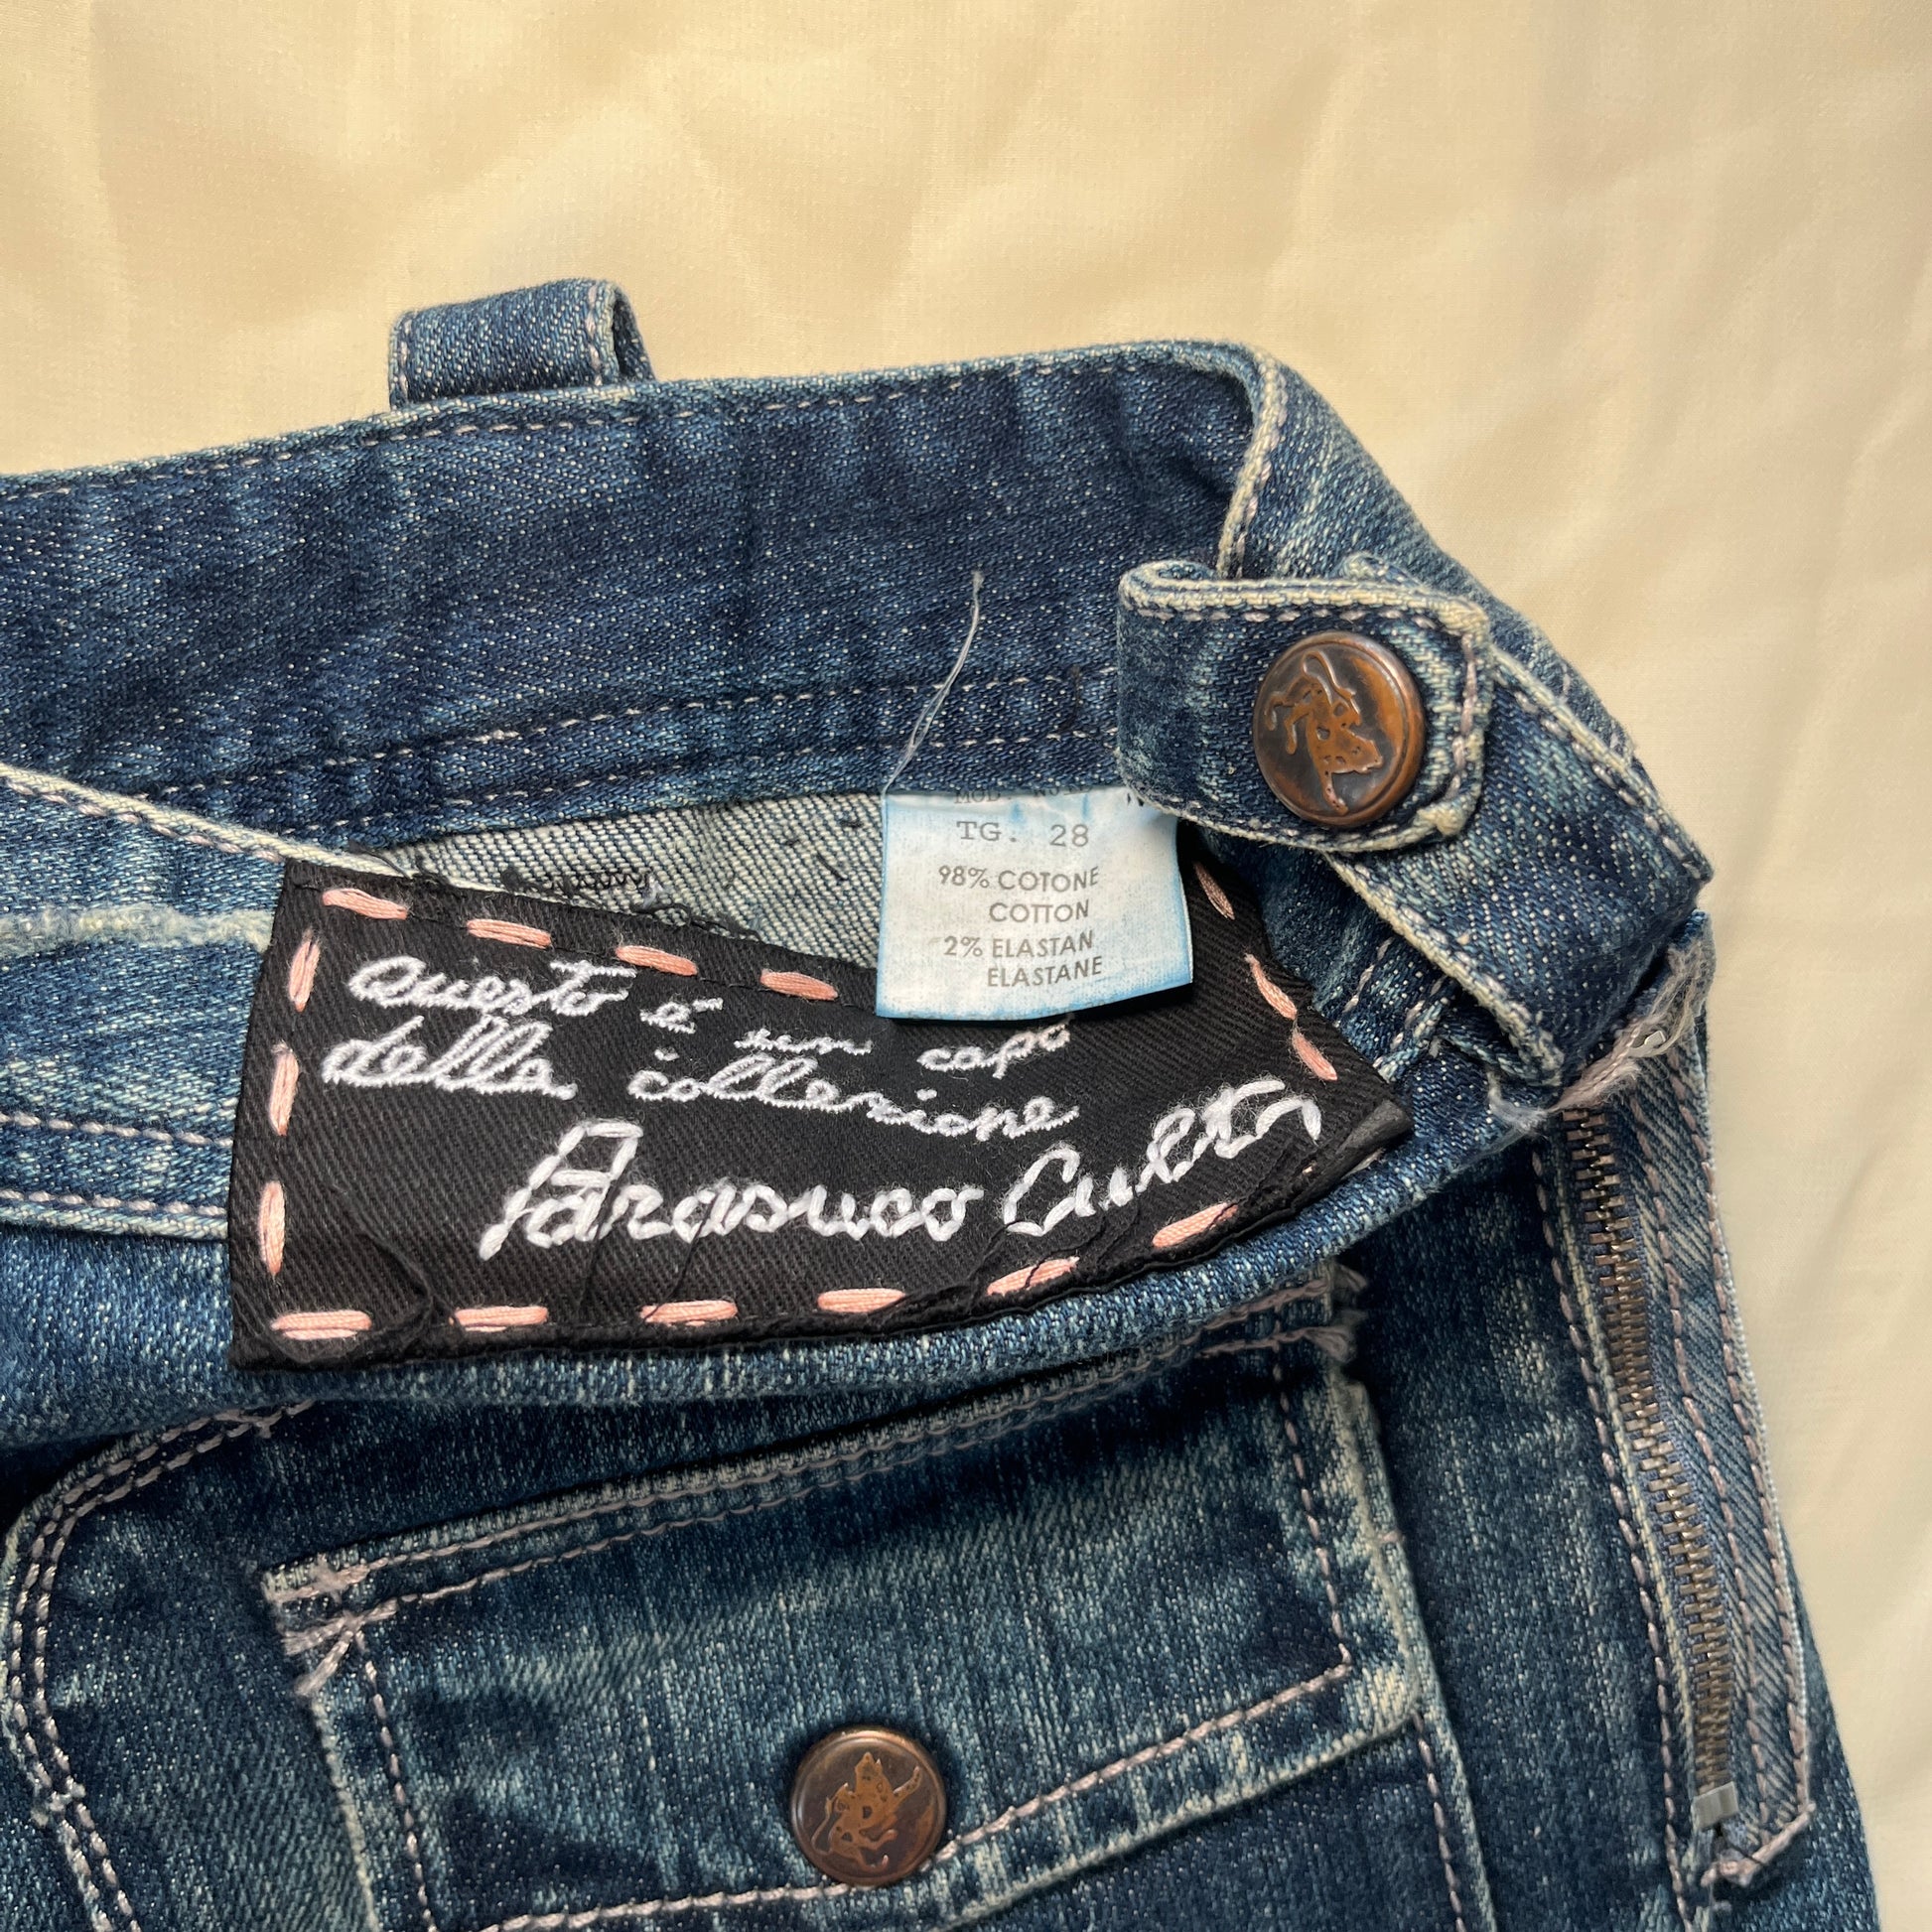 TG. 28
98% COTONE
COTTON
2% ELASTAN
ELASTANE
questo è un capo
della collezione
Parasuco Cult